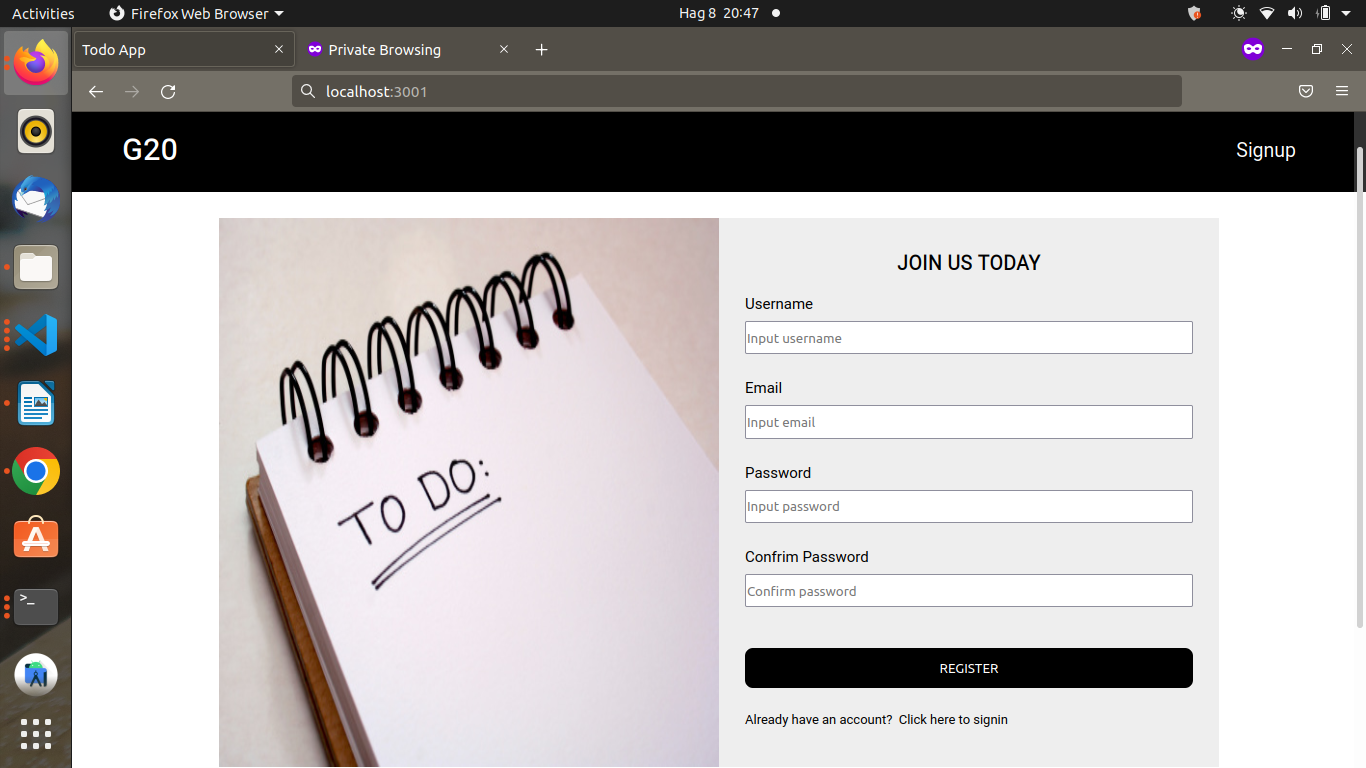 Activities Firefox Web Browser Hag 8 20:47
Todo App Private Browsing
localhost:3001
G20 Signup
JOIN US TODAY
Username
Input username
Email
Input email
Password
Input password
Confrim Password
Confirm password
REGISTER
Already have an account? Click here to signin
TO DO: